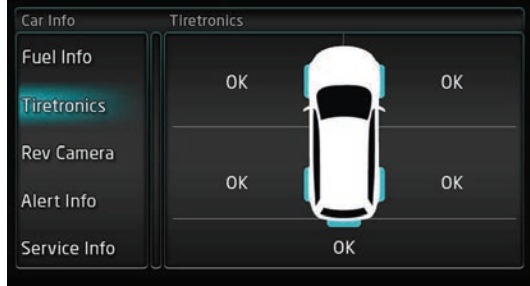 Car Info
Tiretronics
Fuel Info
Tiretronics
Rev Camera
Alert Info
Service Info
OK
OK
OK
OK
OK